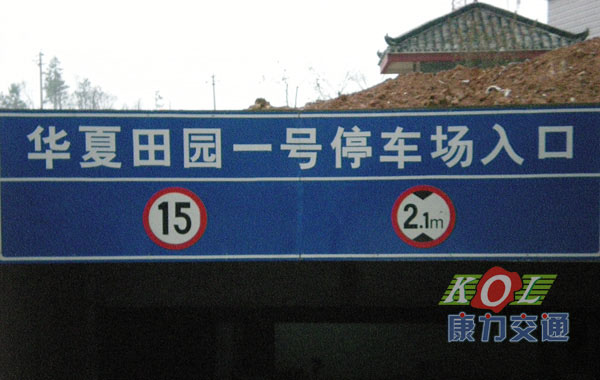 华夏田园一号停车场入口
15 2.1m
KOL
康力交通